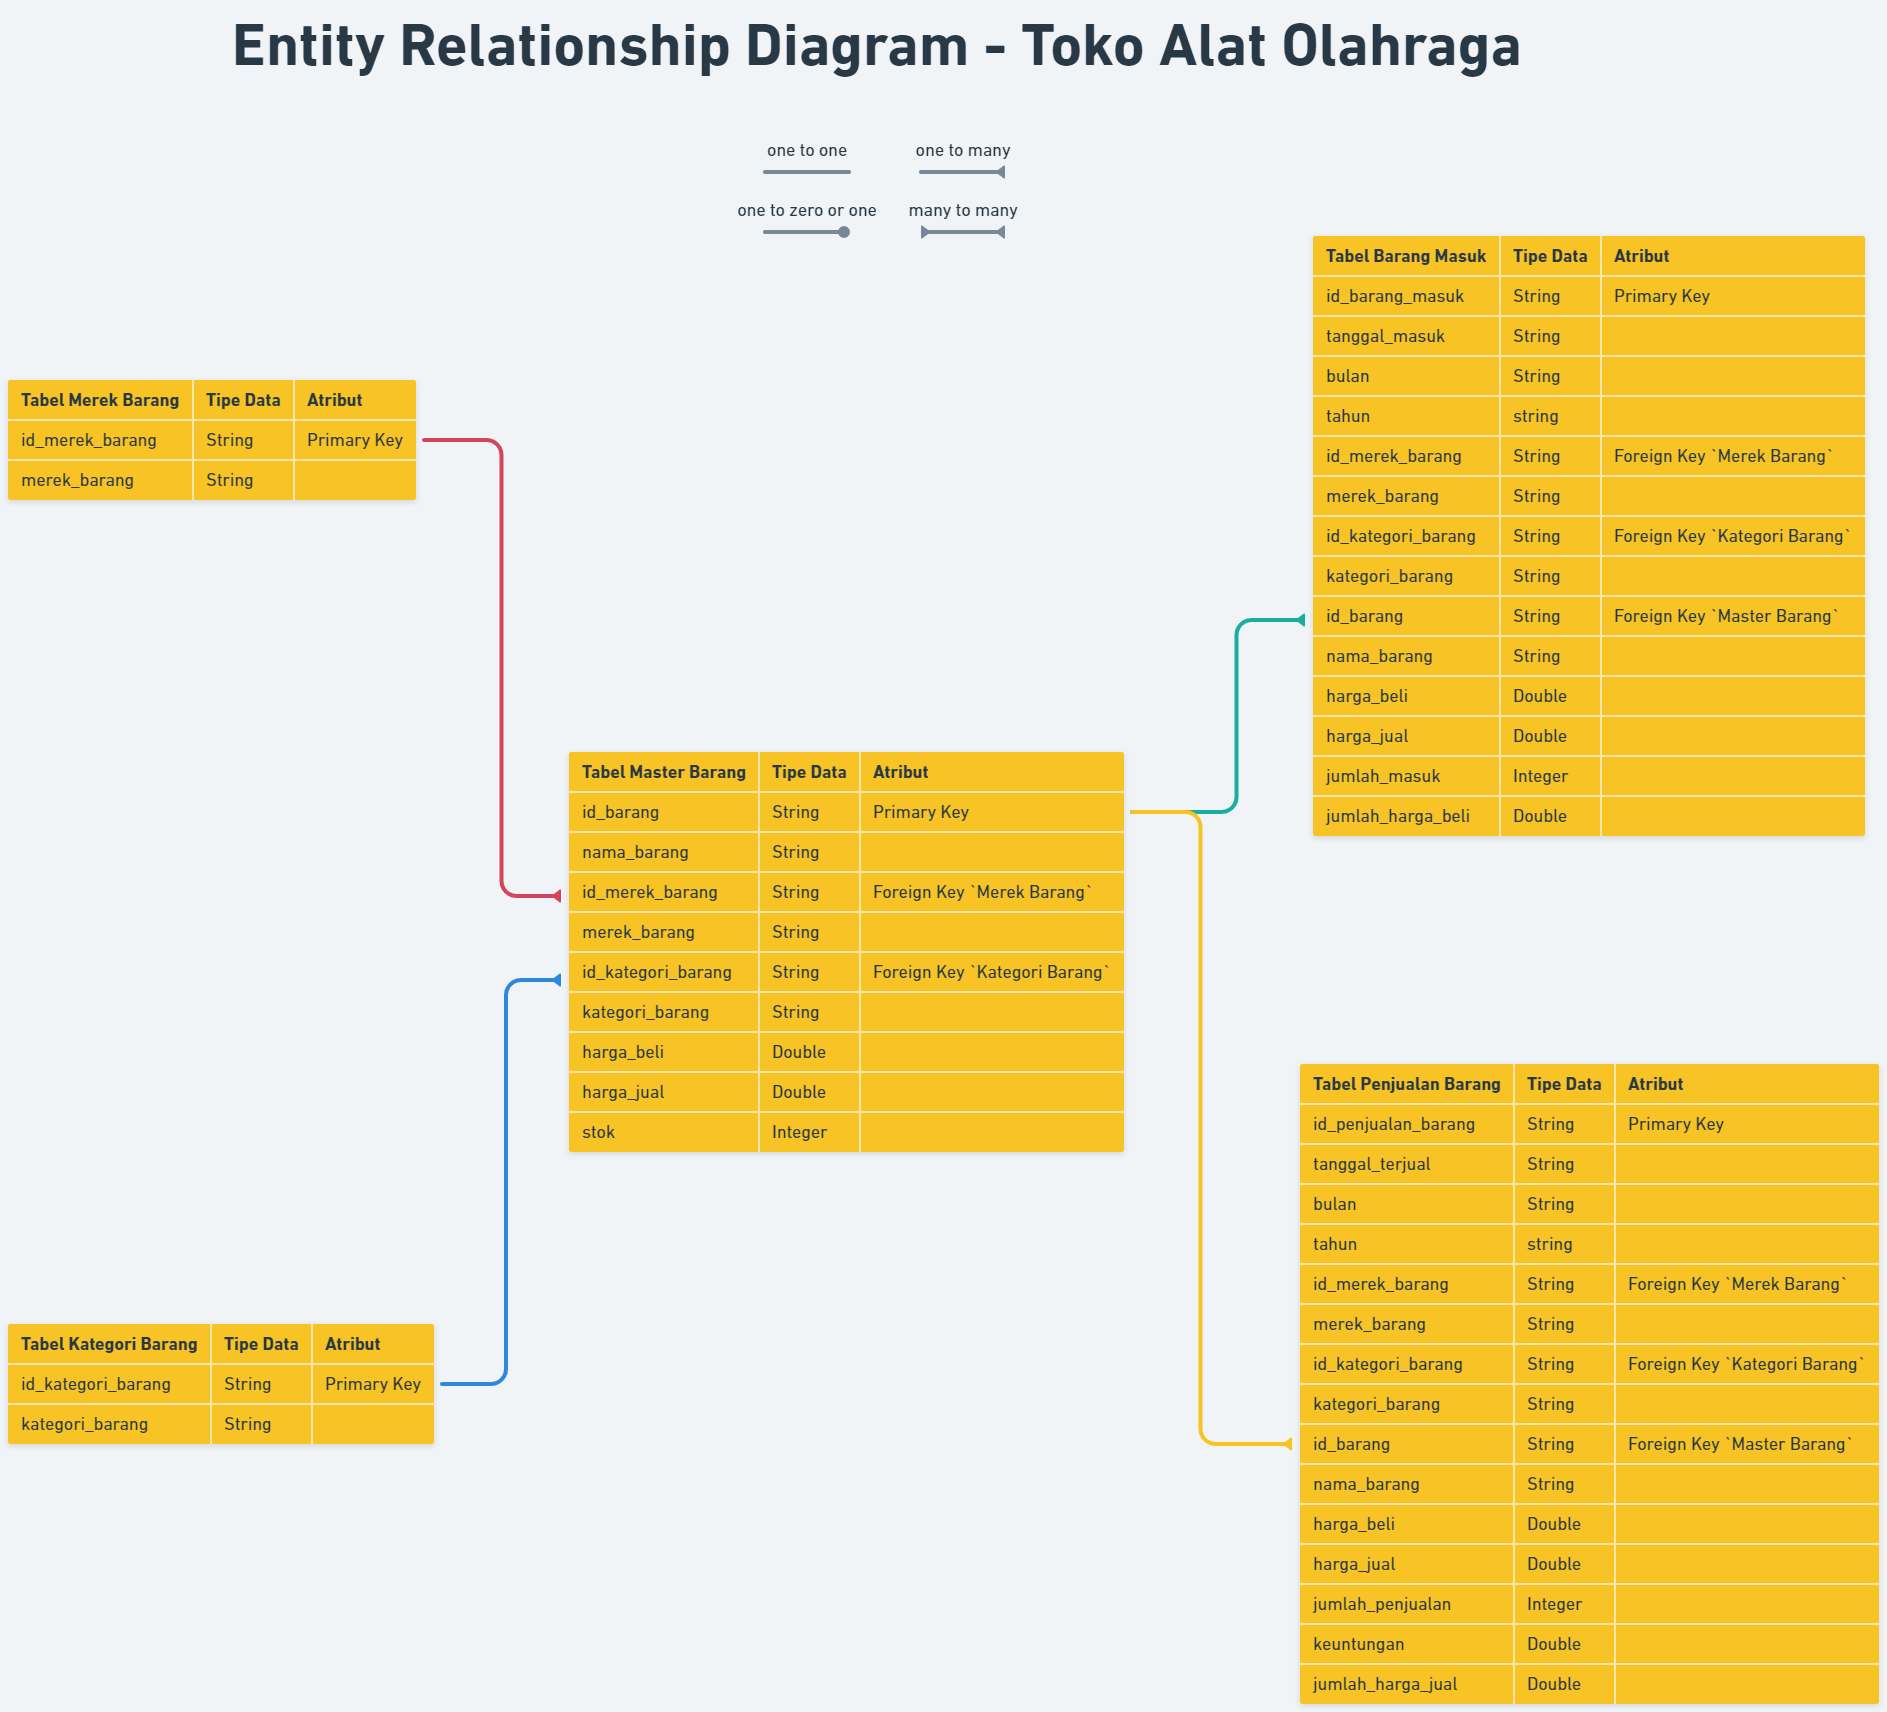 Entity Relationship Diagram - Toko Alat Olahraga
one to one
one to many
one to zero or one
many to many
Tabel Merek Barang Tipe Data Atribut
id_merek_barang String Primary Key
merek_barang String
Tabel Kategori Barang Tipe Data Atribut
id_kategori_barang String Primary Key
kategori_barang String
Tabel Master Barang Tipe Data Atribut
id_barang String Primary Key
nama_barang String
id_merek_barang String Foreign Key `Merek Barang`
merek_barang String
id_kategori_barang String Foreign Key `Kategori Barang`
kategori_barang String
harga_beli Double
harga_jual Double
stok Integer
Tabel Barang Masuk Tipe Data Atribut
id_barang_masuk String Primary Key
tanggal_masuk String
bulan String
tahun string
id_merek_barang String Foreign Key `Merek Barang`
merek_barang String
id_kategori_barang String Foreign Key `Kategori Barang`
kategori_barang String
id_barang String Foreign Key `Master Barang`
nama_barang String
harga_beli Double
harga_jual Double
jumlah_masuk Integer
jumlah_harga_beli Double
Tabel Penjualan Barang Tipe Data Atribut
id_penjualan_barang String Primary Key
tanggal_terjual String
bulan String
tahun string
id_merek_barang String Foreign Key `Merek Barang`
merek_barang String
id_kategori_barang String Foreign Key `Kategori Barang`
kategori_barang String
id_barang String Foreign Key `Master Barang`
nama_barang String
harga_beli Double
harga_jual Double
jumlah_penjualan Integer
keuntungan Double
jumlah_harga_jual Double